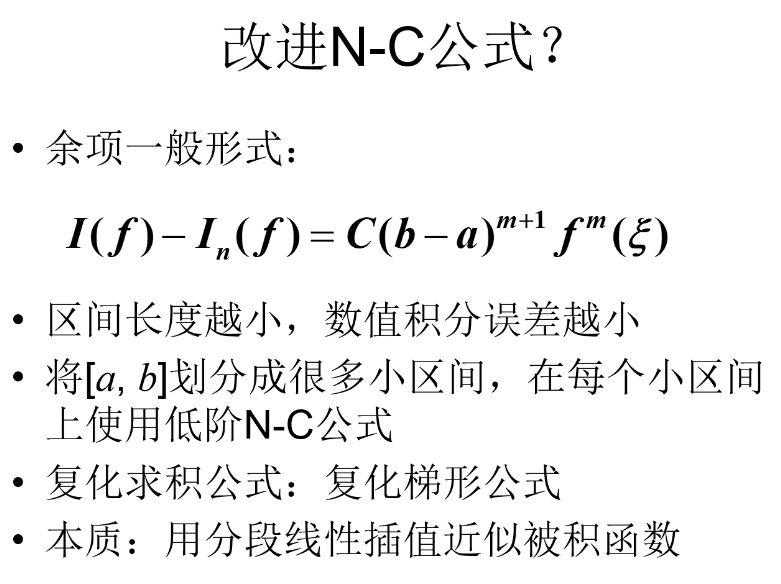 改进N-C公式？
• 余项一般形式：
I(f) − Iₙ(f) = C(b − a)ᵐ⁺¹ fᵐ(ξ)
• 区间长度越小，数值积分误差越小
• 将[a, b]划分成很多小区间，在每个小区间
上使用低阶N-C公式
• 复化求积公式：复化梯形公式
• 本质：用分段线性插值近似被积函数